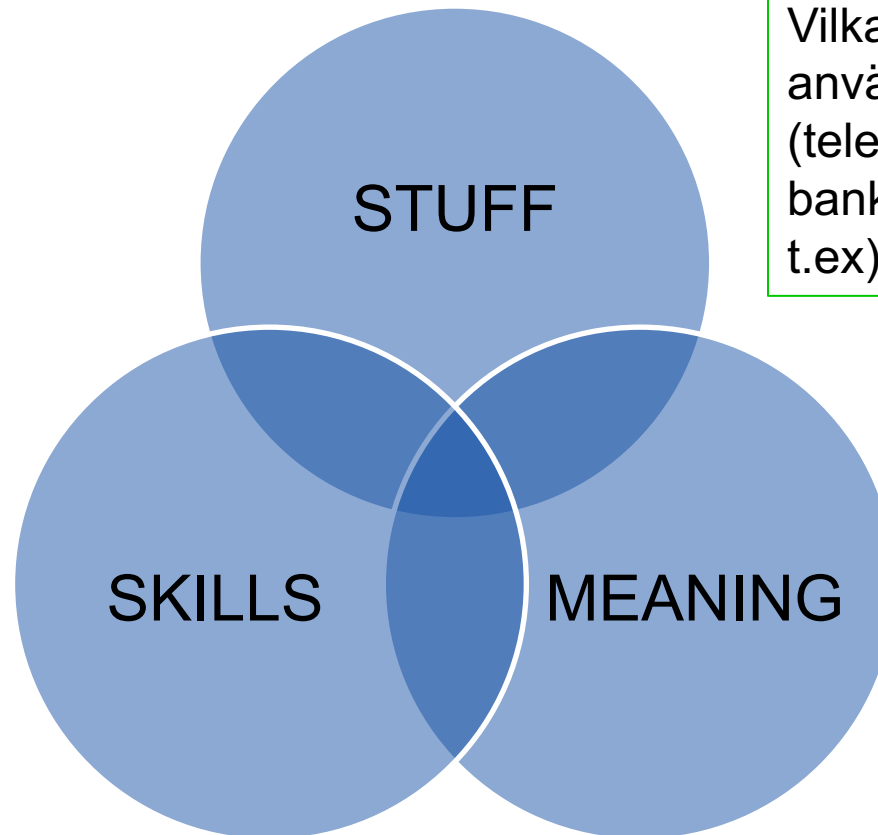 STUFF
SKILLS
MEANING
Vilka
anvä
(tele
bank
t.ex)